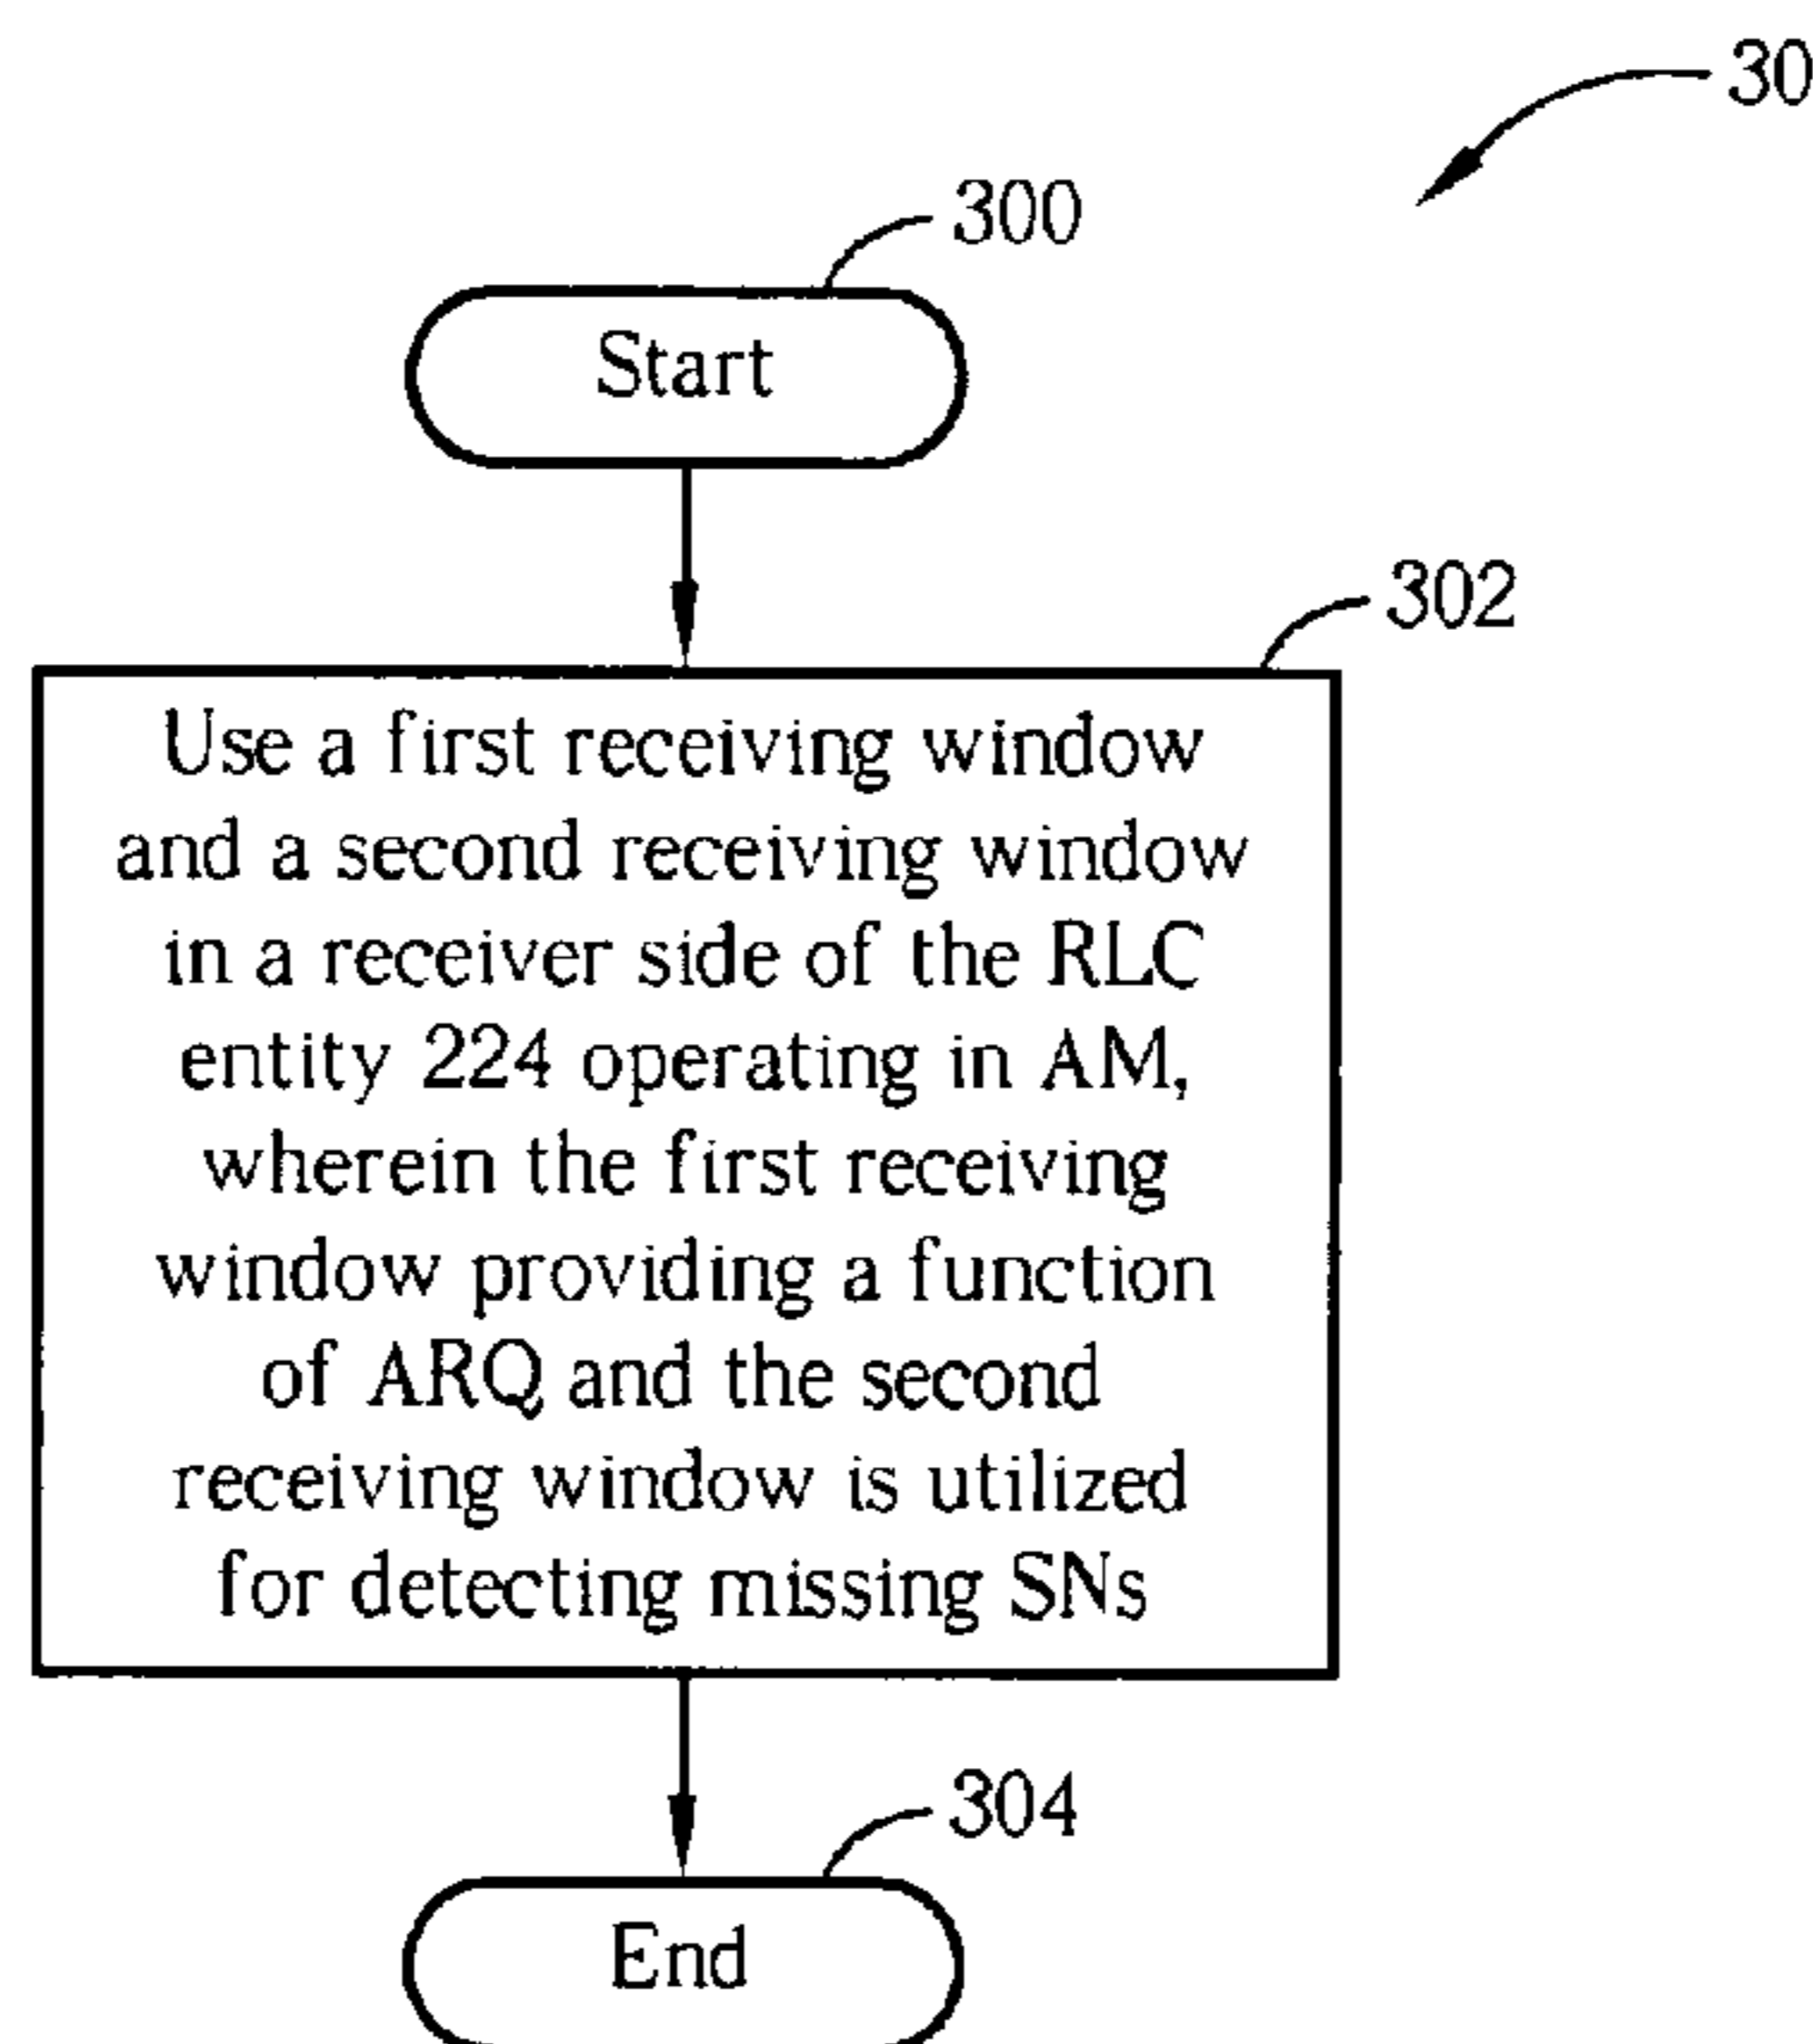 30
300
Start
302
Use a first receiving window
and a second receiving window
in a receiver side of the RLC
entity 224 operating in AM,
wherein the first receiving
window providing a function
of ARQ and the second
receiving window is utilized
for detecting missing SNs
304
End